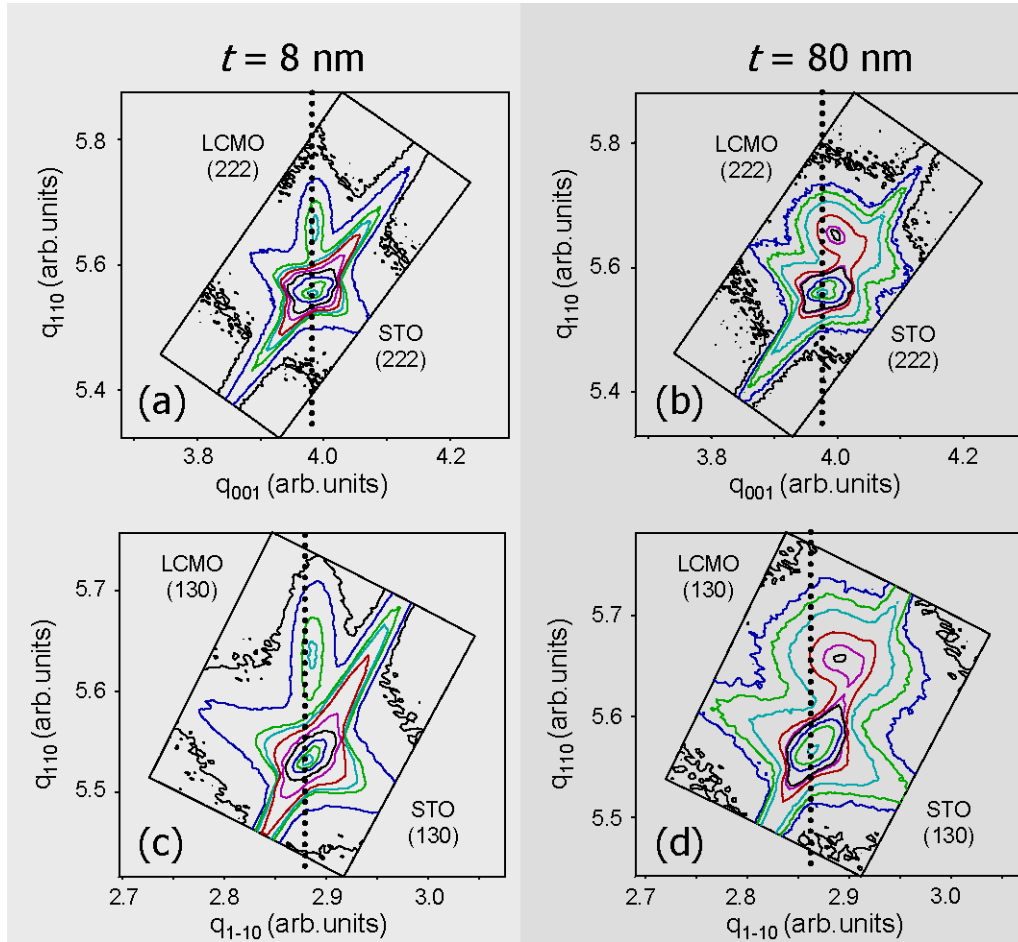 t = 8 nm
t = 80 nm
LCMO
(222)
STO
(222)
(a)
5.8
5.6
5.4
q110 (arb.units)
3.8 4.0 4.2
q001 (arb.units)
LCMO
(222)
STO
(222)
(b)
5.8
5.6
5.4
q110 (arb.units)
3.8 4.0 4.2
q001 (arb.units)
LCMO
(130)
STO
(130)
(c)
5.7
5.6
5.5
q110 (arb.units)
2.7 2.8 2.9 3.0
q1-10 (arb.units)
LCMO
(130)
STO
(130)
(d)
5.7
5.6
5.5
q110 (arb.units)
2.7 2.8 2.9 3.0
q1-10 (arb.units)